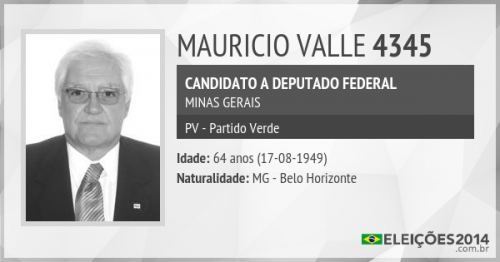 MAURICIO VALLE 4345
CANDIDATO A DEPUTADO FEDERAL
MINAS GERAIS
PV - Partido Verde
Idade: 64 anos (17-08-1949)
Naturalidade: MG - Belo Horizonte
ELEIÇÕES2014
.com.br